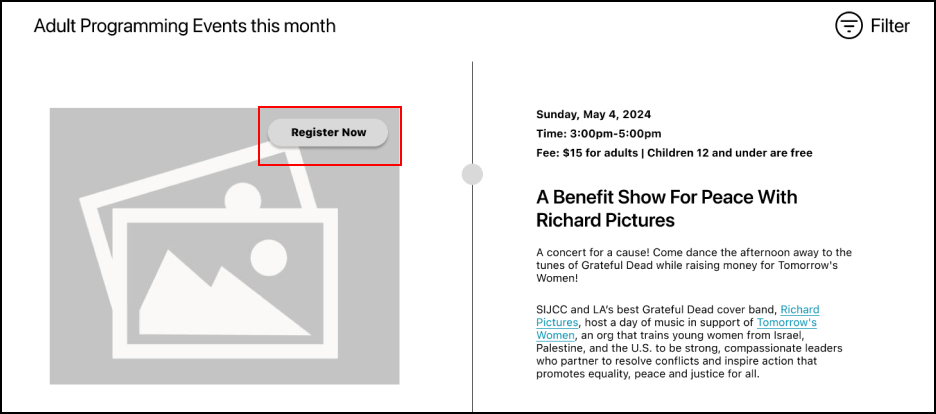 Adult Programming Events this month
Filter
Register Now
Sunday, May 4, 2024
Time: 3:00pm-5:00pm
Fee: $15 for adults | Children 12 and under are free
A Benefit Show For Peace With
Richard Pictures
A concert for a cause! Come dance the afternoon away to the
tunes of Grateful Dead while raising money for Tomorrow's
Women!
SIJCC and LA's best Grateful Dead cover band, Richard
Pictures, host a day of music in support of Tomorrow's
Women, an org that trains young women from Israel,
Palestine, and the U.S. to be strong, compassionate leaders
who partner to resolve conflicts and inspire action that
promotes equality, peace and justice for all.